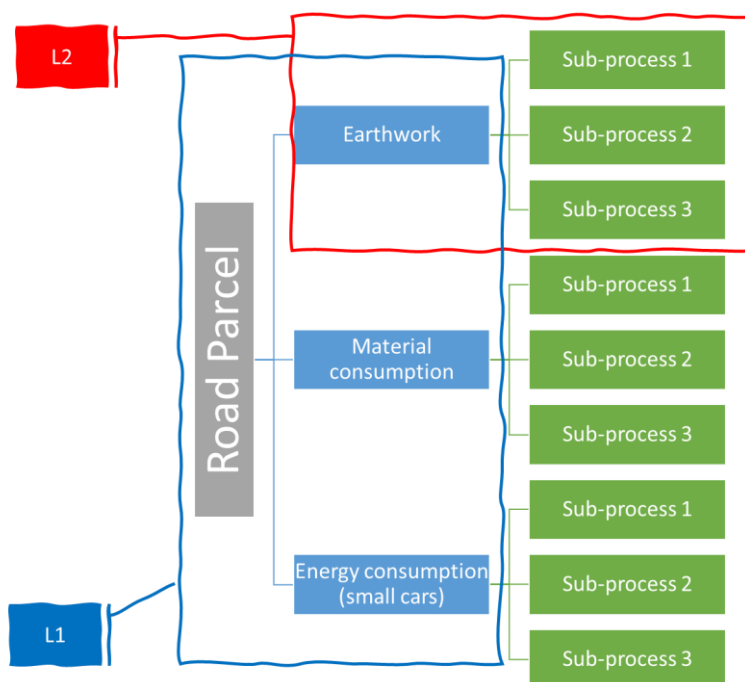 L2
Sub-process 1
Earthwork
Sub-process 2
Sub-process 3
Road Parcel
Sub-process 1
Material
consumption
Sub-process 2
Sub-process 3
Sub-process 1
Energy consumption
(small cars)
Sub-process 2
Sub-process 3
L1